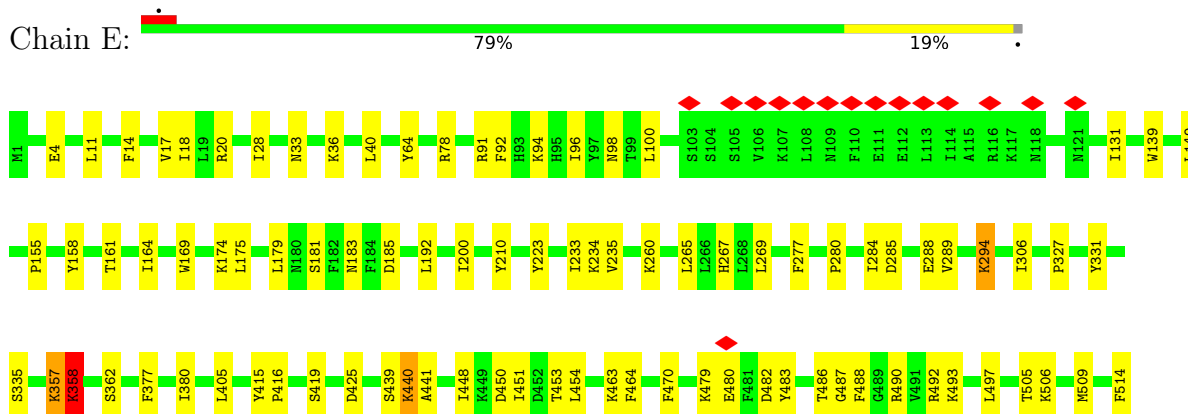 Chain E:
79% 19%
M1 E4 L11 F14 V17 I18 L19 R20 I28 N33 K36 L40 Y64 R78 R91 F92 H93 K94 H95 I96 Y97 N98 T99 L100 S103 S104 S105 V106 K107 L108 N109 F110 E111 E112 L113 I114 A115 R116 K117 N118 N121 I131 W139
P155 Y158 T161 I164 W169 K174 L175 L179 N180 S181 F182 N183 F184 D185 L192 I200 Y210 Y223 I233 K234 V235 K260 L265 L266 H267 L268 L269 F277 P280 I284 D285 E288 V289 K294 I306 P327 Y331
S335 K357 K358 S362 F377 I380 L405 Y415 P416 S419 D425 S439 K440 A441 I448 K449 D450 I451 D452 T453 L454 K463 F464 F470 K479 E480 F481 D482 Y483 T486 G487 F488 G489 R490 V491 R492 K493 L497 T505 K506 M509 F514